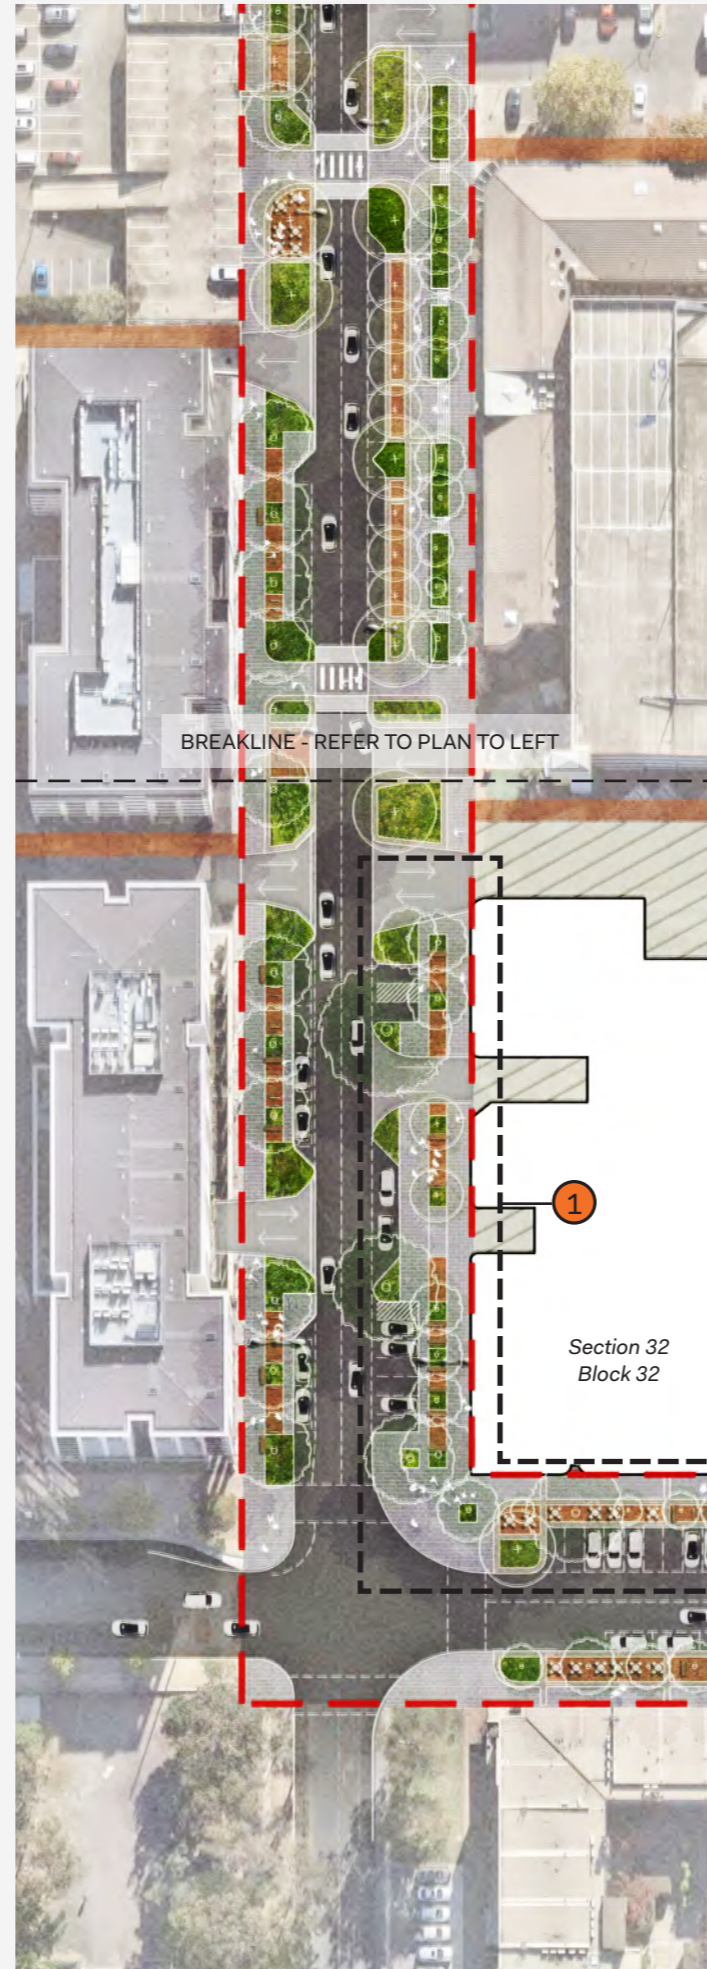 BREAKLINE - REFER TO PLAN TO LEFT
1
Section 32
Block 32